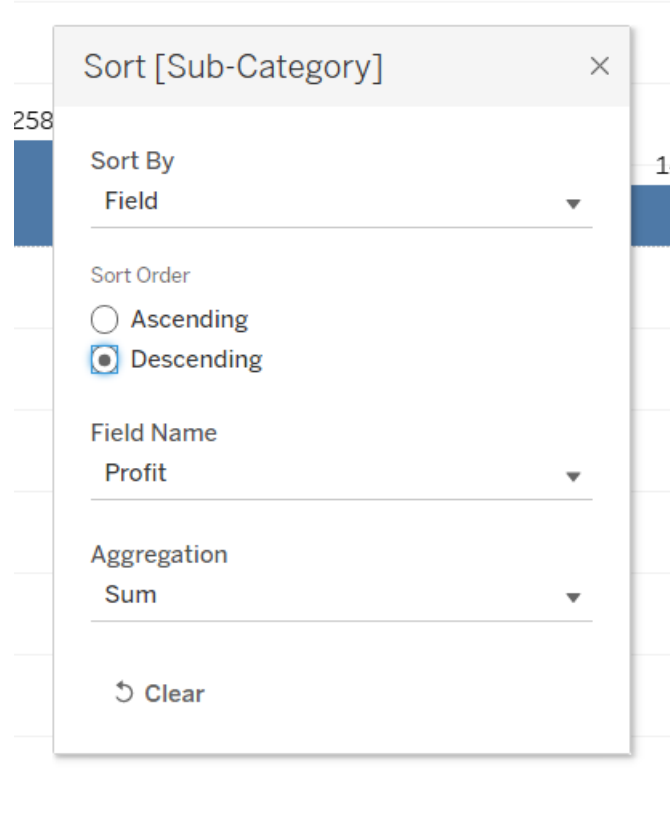 Sort [Sub-Category]
258
Sort By
Field
Sort Order
Ascending
Descending
Field Name
Profit
Aggregation
Sum
Clear